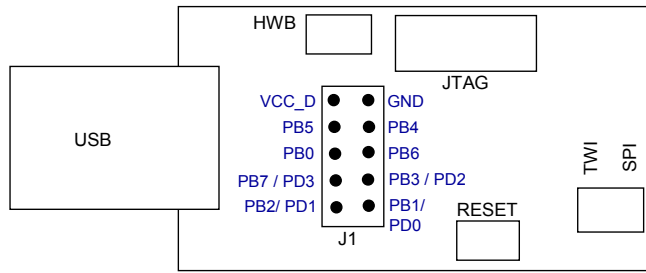 HWB
JTAG
USB
VCC_D GND
PB5 PB4
PB0 PB6
PB7 / PD3 PB3 / PD2
PB2/ PD1 PB1/
PD0
J1
RESET
TWI
SPI